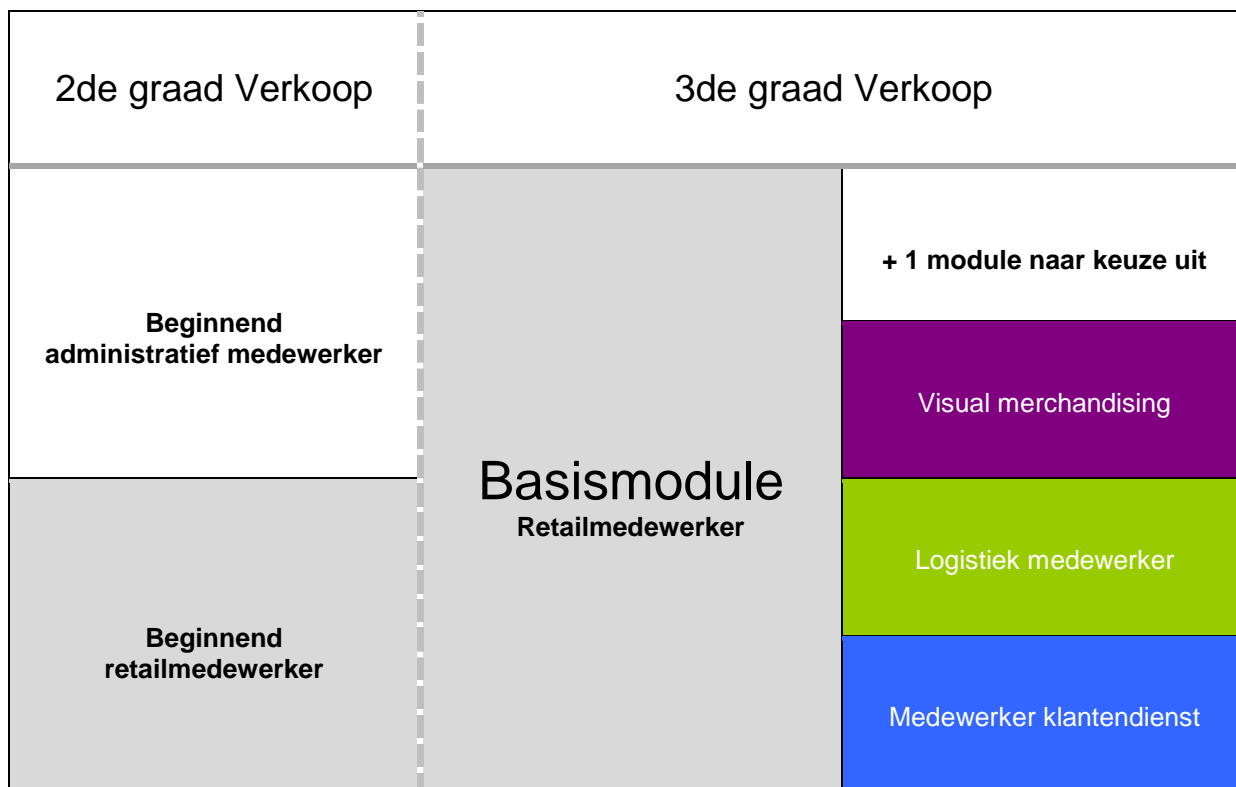 2de graad Verkoop
3de graad Verkoop
Beginnend
administratief medewerker
Beginnend
retailmedewerker
Basismodule
Retailmedewerker
+ 1 module naar keuze uit
Visual merchandising
Logistiek medewerker
Medewerker klantendienst